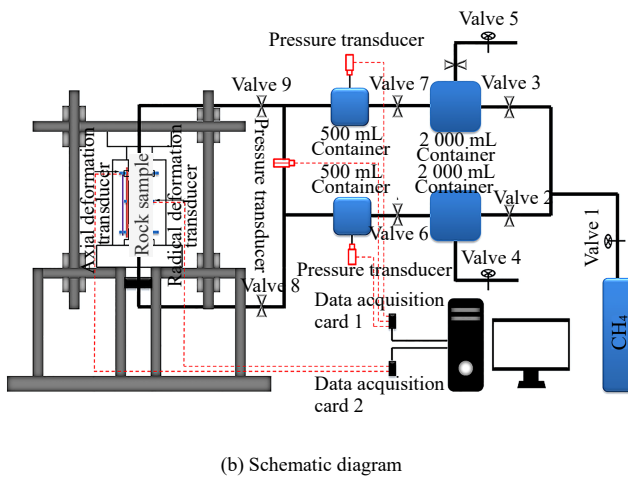 Valve 5
Pressure transducer
Valve 9
Valve 7
Valve 3
500 mL
Container
2 000 mL
Container
500 mL
Container
2 000 mL
Container
Pressure transducer
Axial deformation
transducer
Rock sample
Radical deformation
transducer
Valve 2
Valve 6
Valve 1
Pressure transducer
Valve 4
Valve 8
Data acquisition
card 1
CH₄
Data acquisition
card 2
(b) Schematic diagram